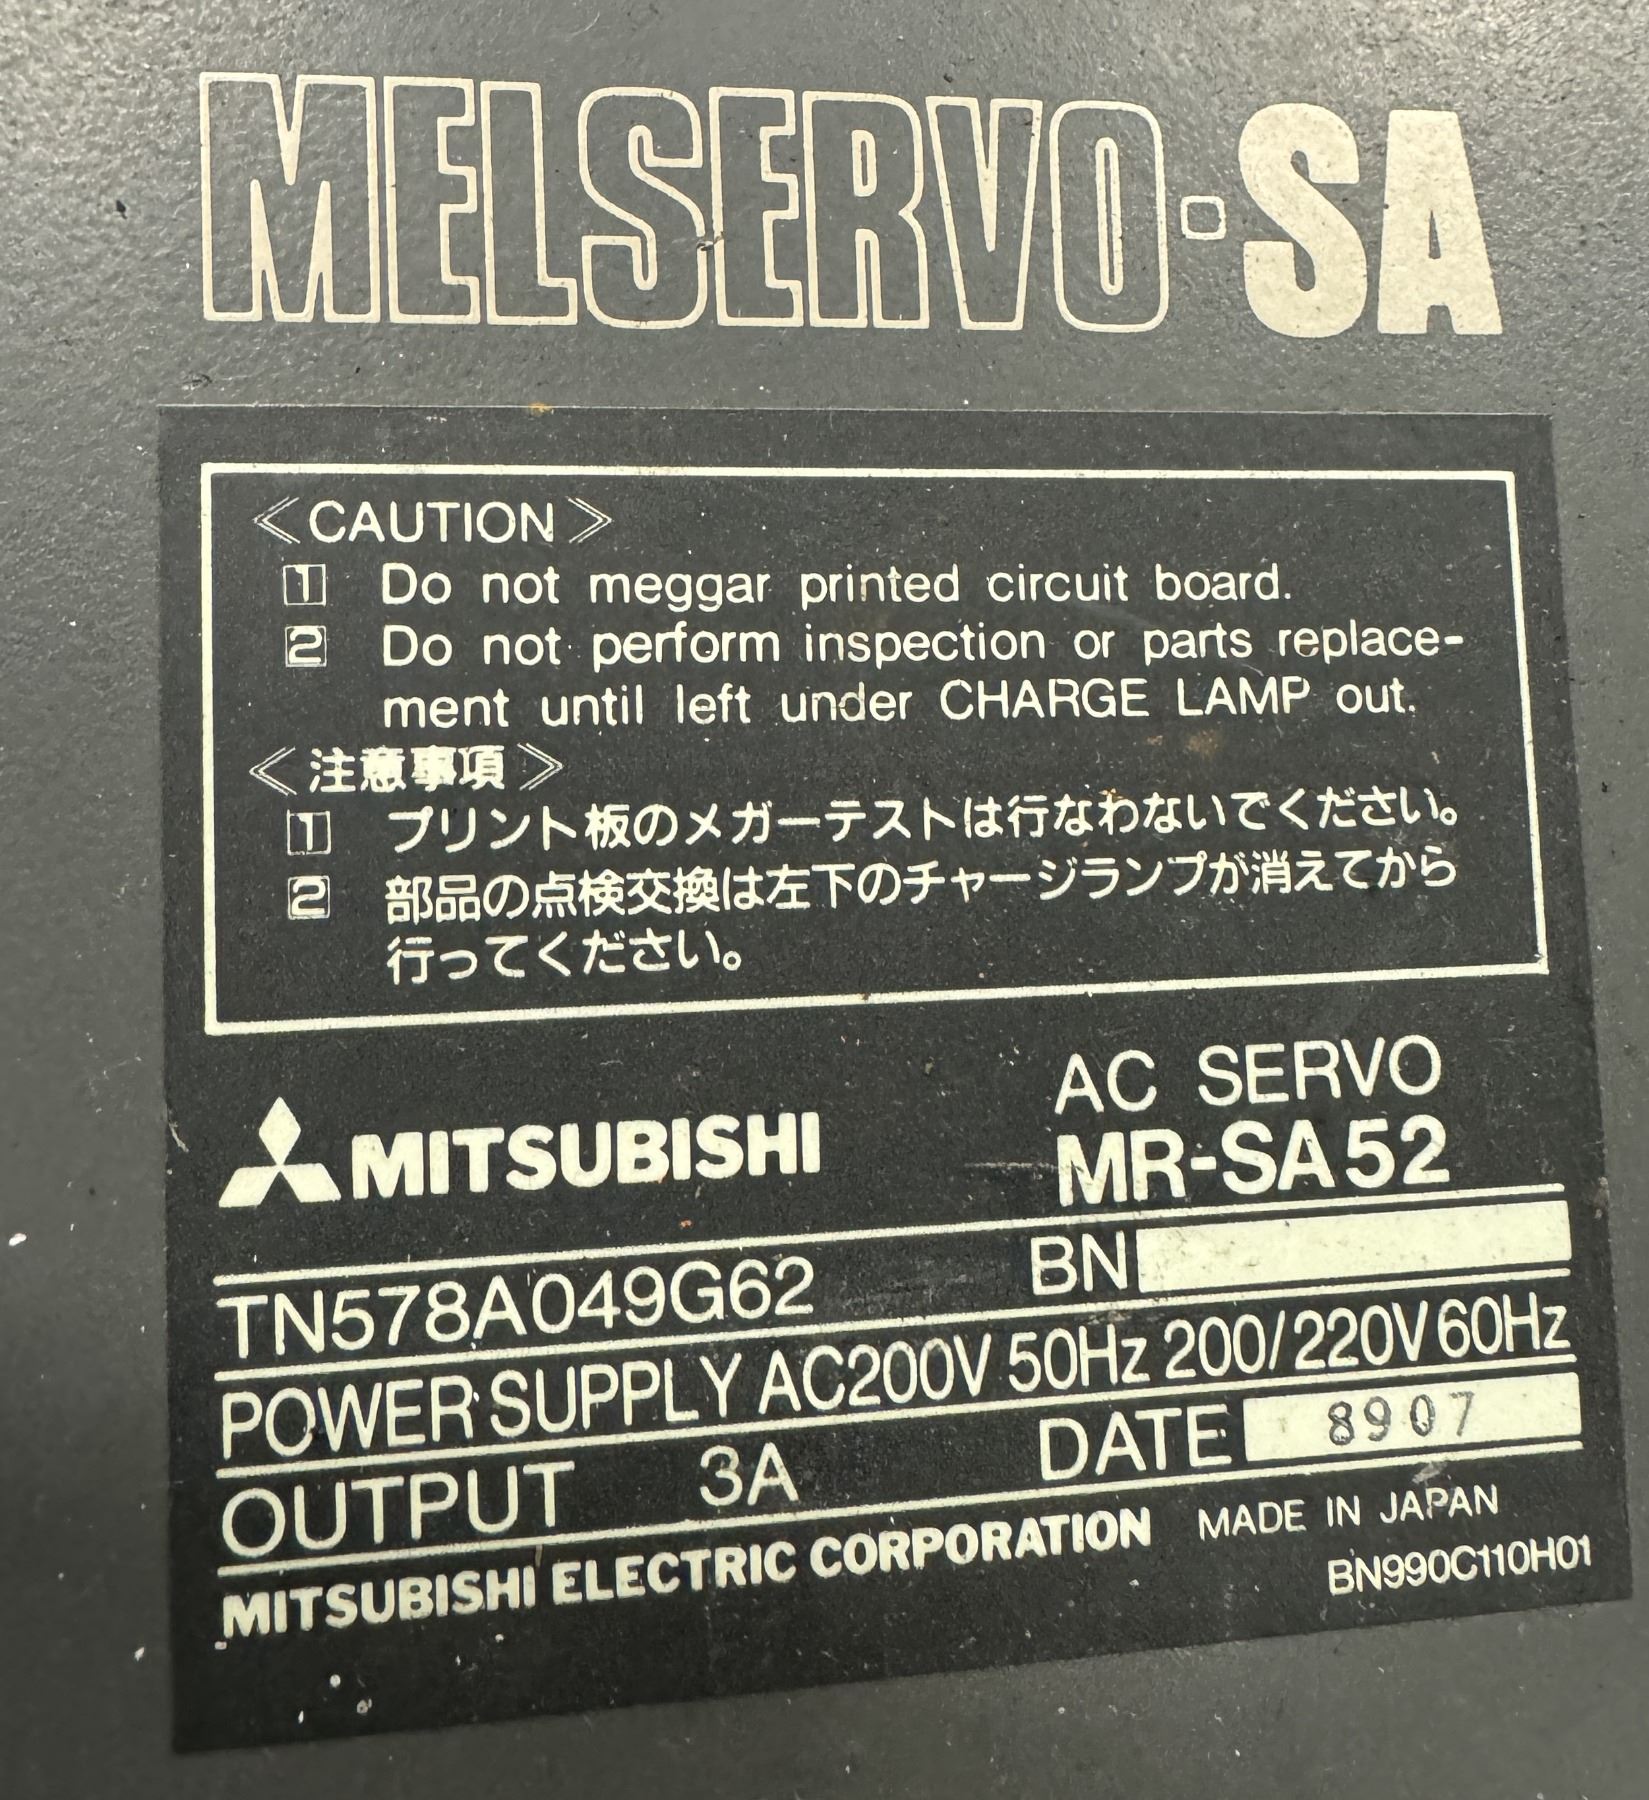 MELSERVO-SA
《CAUTION》
1 Do not meggar printed circuit board.
2 Do not perform inspection or parts replace-
ment until left under CHARGE LAMP out.
《注意事項》
1 プリント板のメガーテストは行なわないでください。
2 部品の点検交換は左下のチャージランプが消えてから
行ってください。
MITSUBISHI
AC SERVO
MR-SA52
TN578A049G62 BN
POWER SUPPLY AC200V 50Hz 200/220V 60Hz
OUTPUT 3A DATE 8907
MITSUBISHI ELECTRIC CORPORATION MADE IN JAPAN
BN990C110H01